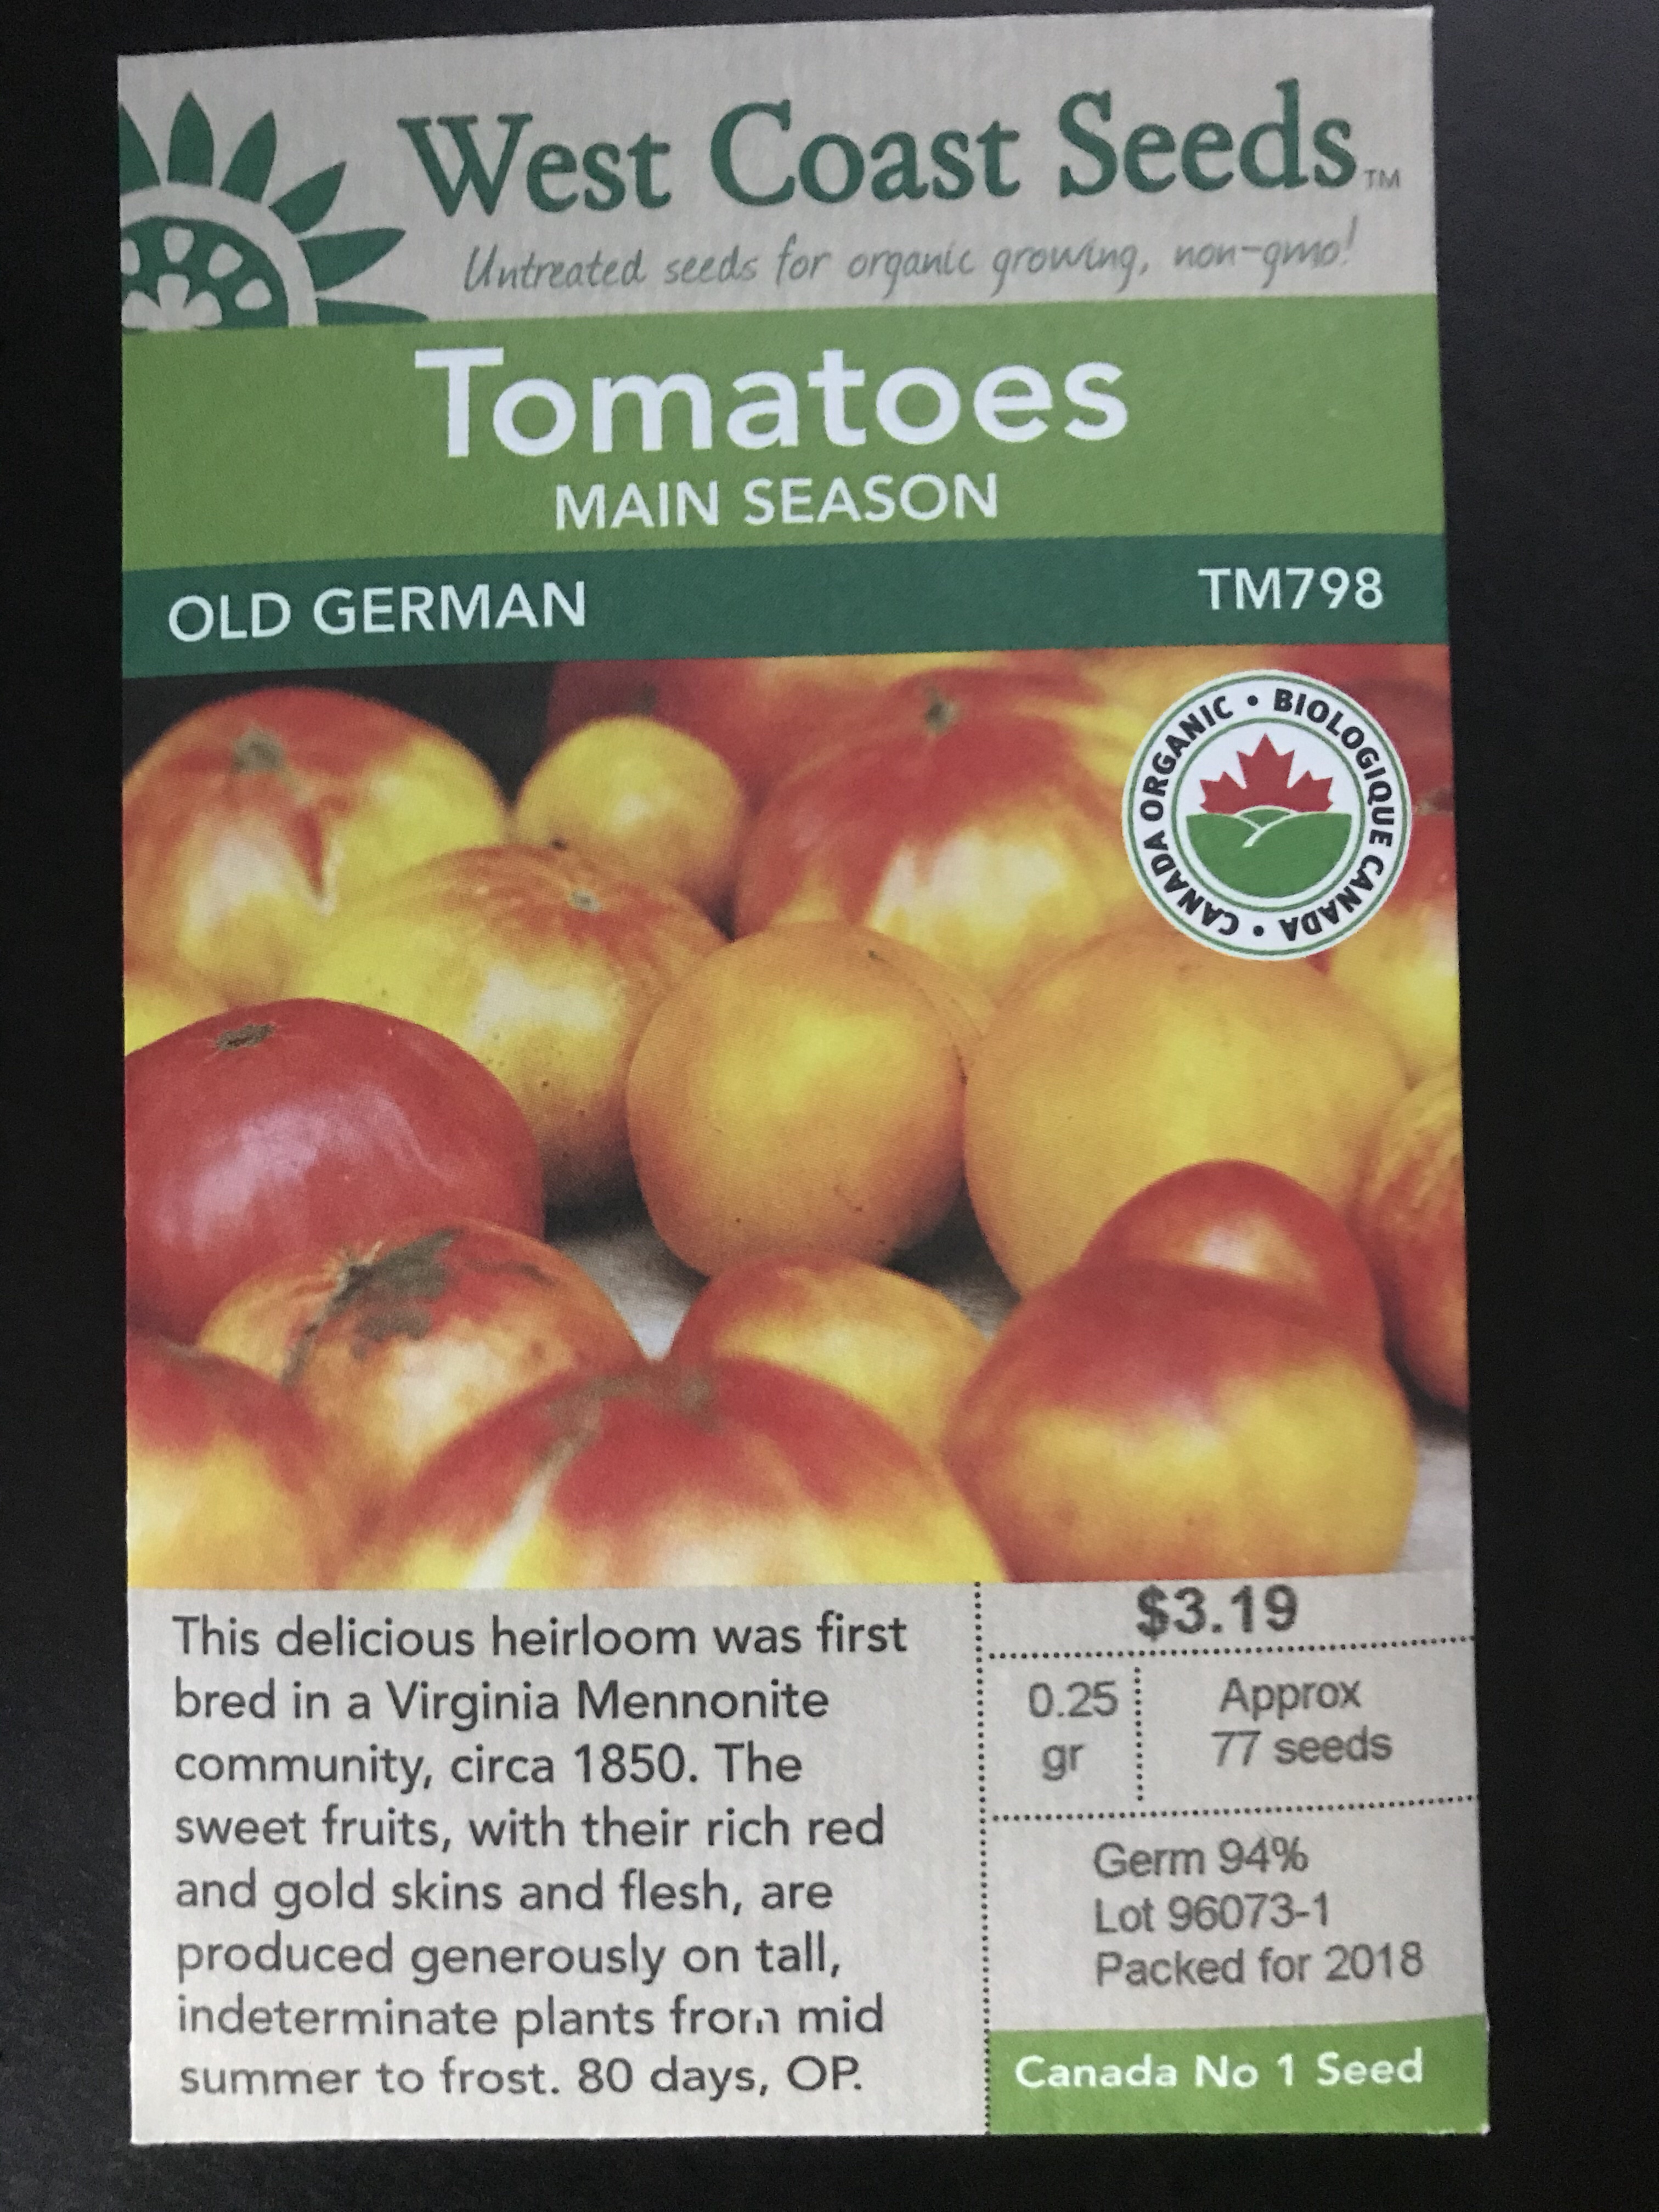 West Coast Seeds™
Untreated seeds for organic growing, non-gmo!
Tomatoes
MAIN SEASON
OLD GERMAN
TM798
CANADA ORGANIC • BIOLOGIQUE CANADA •
This delicious heirloom was first
bred in a Virginia Mennonite
community, circa 1850. The
sweet fruits, with their rich red
and gold skins and flesh, are
produced generously on tall,
indeterminate plants from mid
summer to frost. 80 days, OP.
$3.19
0.25
gr
Approx
77 seeds
Germ 94%
Lot 96073-1
Packed for 2018
Canada No 1 Seed